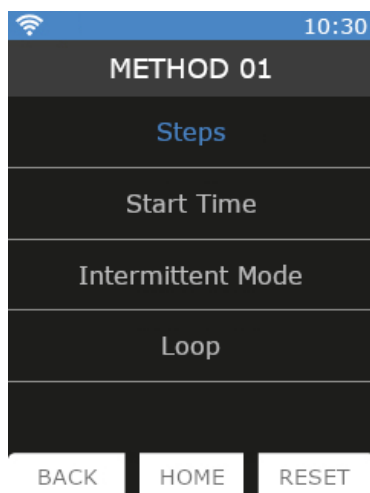 10:30
METHOD 01
Steps
Start Time
Intermittent Mode
Loop
BACK HOME RESET